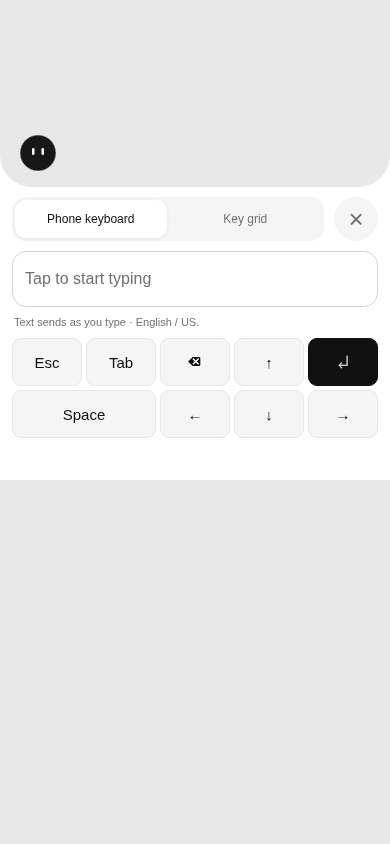 Phone keyboard Key grid
Tap to start typing
Text sends as you type · English / US.
Esc Tab ↑
Space ← ↓ →